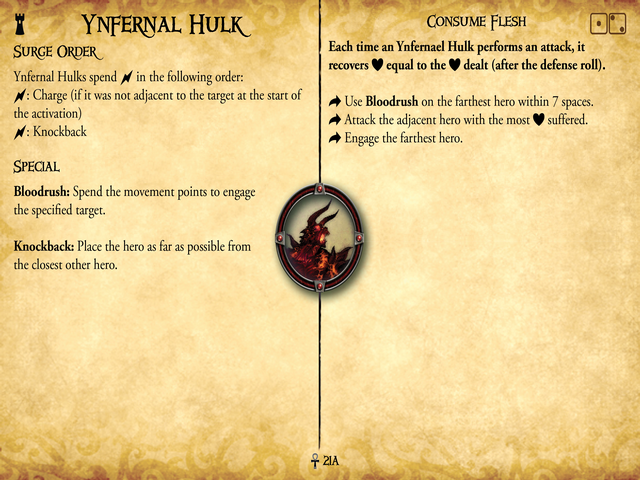 Ynfernal Hulk
Surge Order
Ynfernal Hulks spend in the following order:
: Charge (if it was not adjacent to the target at the start of
the activation)
: Knockback
Special
Bloodrush: Spend the movement points to engage
the specified target.
Knockback: Place the hero as far as possible from
the closest other hero.
Consume Flesh
Each time an Ynfernael Hulk performs an attack, it
recovers equal to the dealt (after the defense roll).
Use Bloodrush on the farthest hero within 7 spaces.
Attack the adjacent hero with the most suffered.
Engage the farthest hero.
21A